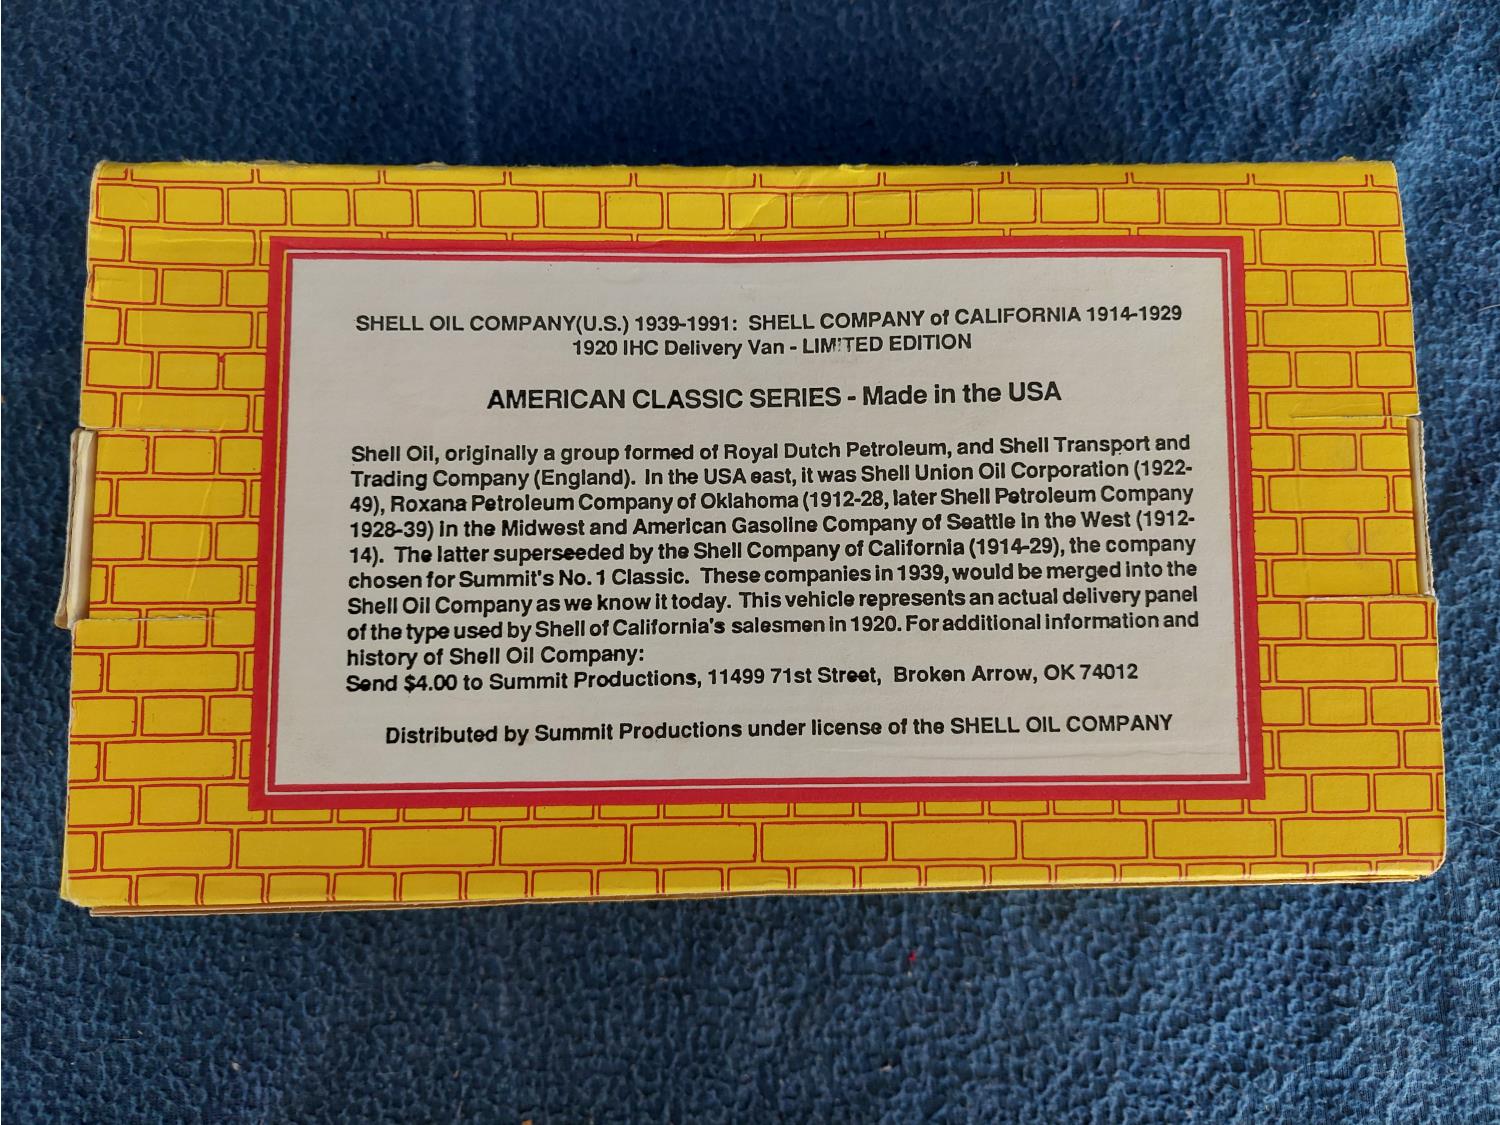 SHELL OIL COMPANY(U.S.) 1939-1991: SHELL COMPANY of CALIFORNIA 1914-1929
1920 IHC Delivery Van - LIMITED EDITION
AMERICAN CLASSIC SERIES - Made in the USA
Shell Oil, originally a group formed of Royal Dutch Petroleum, and Shell Transport and
Trading Company (England). In the USA east, it was Shell Union Oil Corporation (1922-
49), Roxana Petroleum Company of Oklahoma (1912-28, later Shell Petroleum Company
1928-39) in the Midwest and American Gasoline Company of Seattle in the West (1912-
14). The latter superseeded by the Shell Company of California (1914-29), the company
chosen for Summit's No. 1 Classic. These companies in 1939, would be merged into the
Shell Oil Company as we know it today. This vehicle represents an actual delivery panel
of the type used by Shell of California's salesmen in 1920. For additional information and
history of Shell Oil Company:
Send $4.00 to Summit Productions, 11499 71st Street, Broken Arrow, OK 74012
Distributed by Summit Productions under license of the SHELL OIL COMPANY